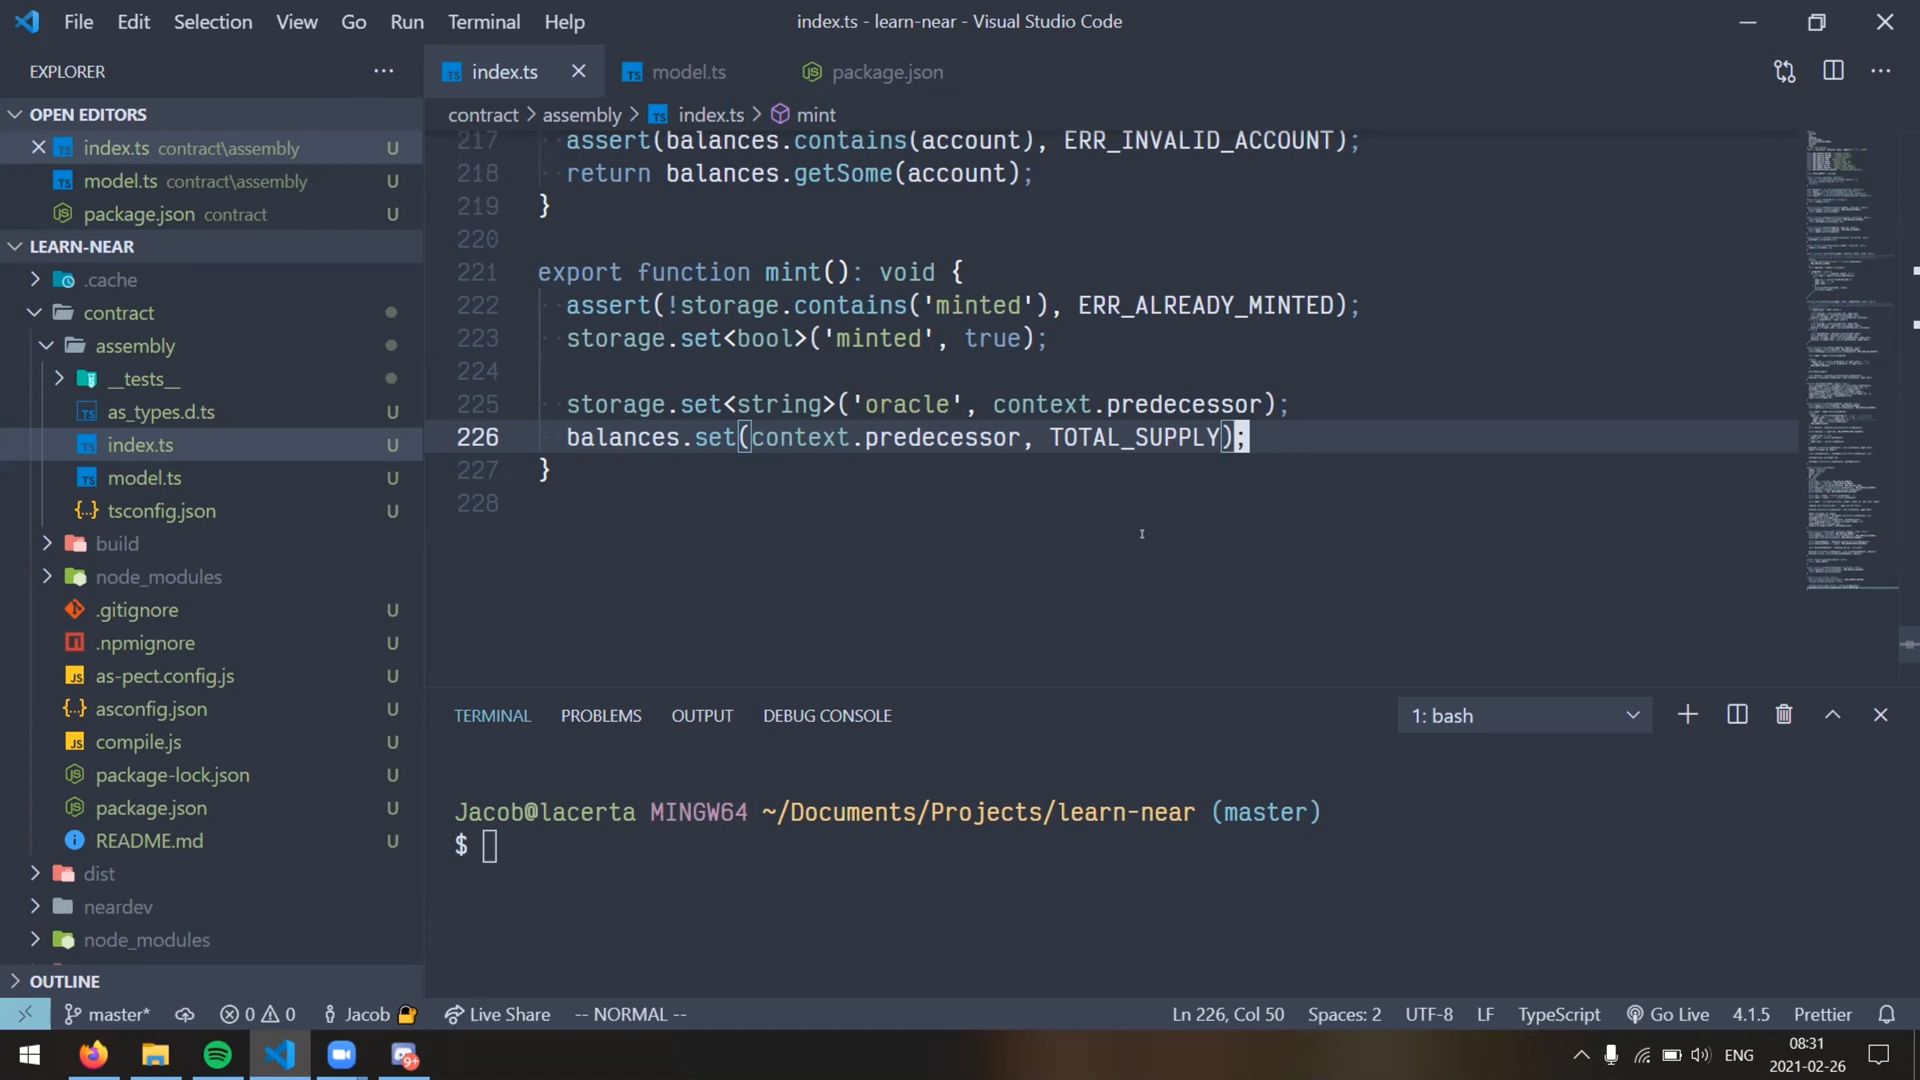 File Edit Selection View Go Run Terminal Help
index.ts - learn-near - Visual Studio Code
EXPLORER
OPEN EDITORS
index.ts contract\assembly U
model.ts contract\assembly U
package.json contract U
LEARN-NEAR
.cache
contract
assembly
__tests__
as_types.d.ts U
index.ts U
model.ts U
tsconfig.json U
build
node_modules
.gitignore U
.npmignore U
as-pect.config.js U
asconfig.json U
compile.js U
package-lock.json U
package.json U
README.md U
dist
neardev
node_modules
OUTLINE
index.ts model.ts package.json
contract > assembly > index.ts > mint
217 assert(balances.contains(account), ERR_INVALID_ACCOUNT);
218 return balances.getSome(account);
219 }
220
221 export function mint(): void {
222 assert(!storage.contains('minted'), ERR_ALREADY_MINTED);
223 storage.set<bool>('minted', true);
224
225 storage.set<string>('oracle', context.predecessor);
226 balances.set(context.predecessor, TOTAL_SUPPLY);
227 }
228
TERMINAL PROBLEMS OUTPUT DEBUG CONSOLE
1: bash
Jacob@lacerta MINGW64 ~/Documents/Projects/learn-near (master)
$
master* 0 0 Jacob Live Share -- NORMAL --
Ln 226, Col 50 Spaces: 2 UTF-8 LF TypeScript Go Live 4.1.5 Prettier
9+
ENG
08:31
2021-02-26